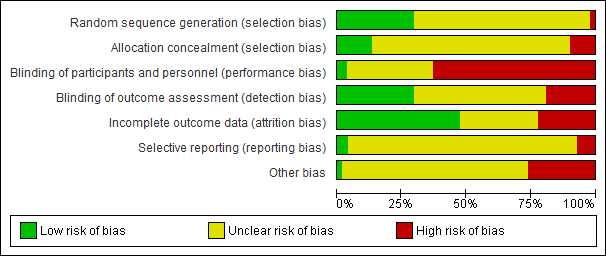 Random sequence generation (selection bias)
Allocation concealment (selection bias)
Blinding of participants and personnel (performance bias)
Blinding of outcome assessment (detection bias)
Incomplete outcome data (attrition bias)
Selective reporting (reporting bias)
Other bias
0% 25% 50% 75% 100%
Low risk of bias Unclear risk of bias High risk of bias